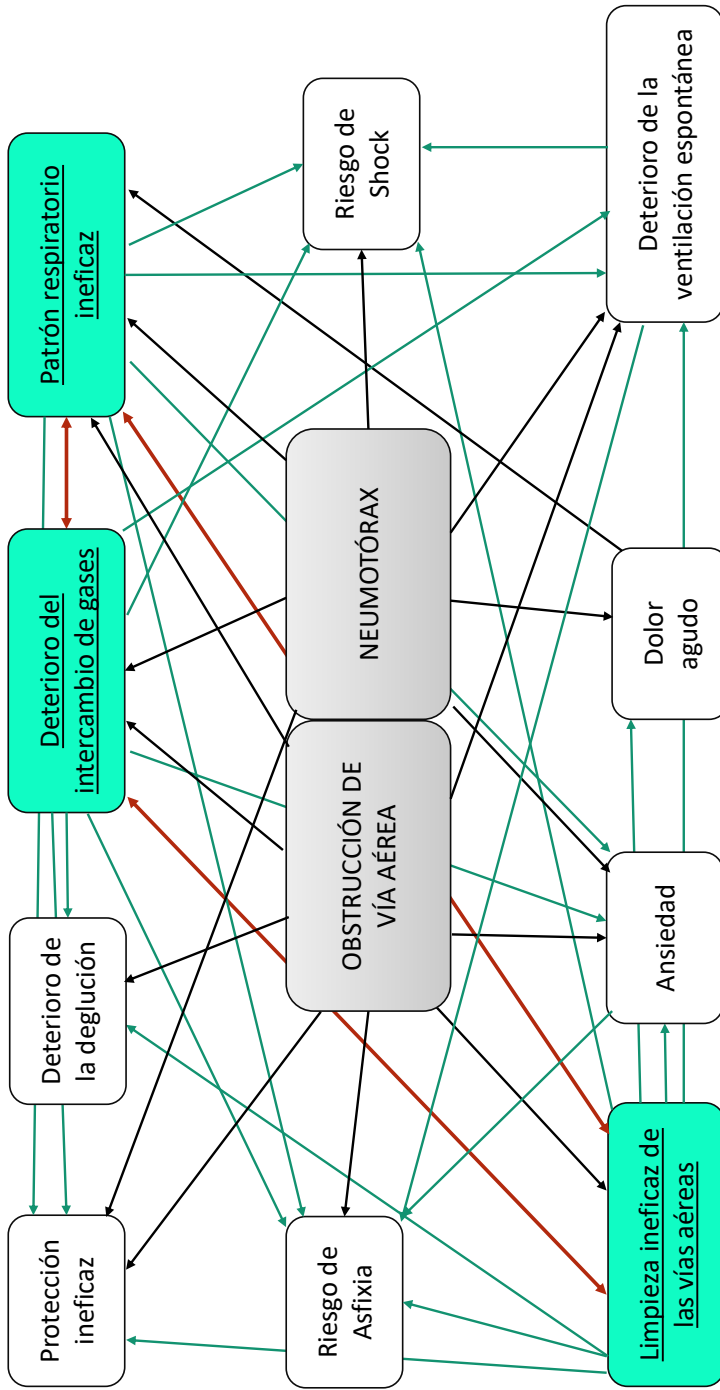 Protección
ineficaz
Deterioro de
la deglución
Deterioro del
intercambio de gases
Patrón respiratorio
ineficaz
Riesgo de
Asfixia
OBSTRUCCIÓN DE
VÍA AÉREA
NEUMOTÓRAX
Riesgo de
Shock
Limpieza ineficaz de
las vías aéreas
Ansiedad
Dolor
agudo
Deterioro de la
ventilación espontánea